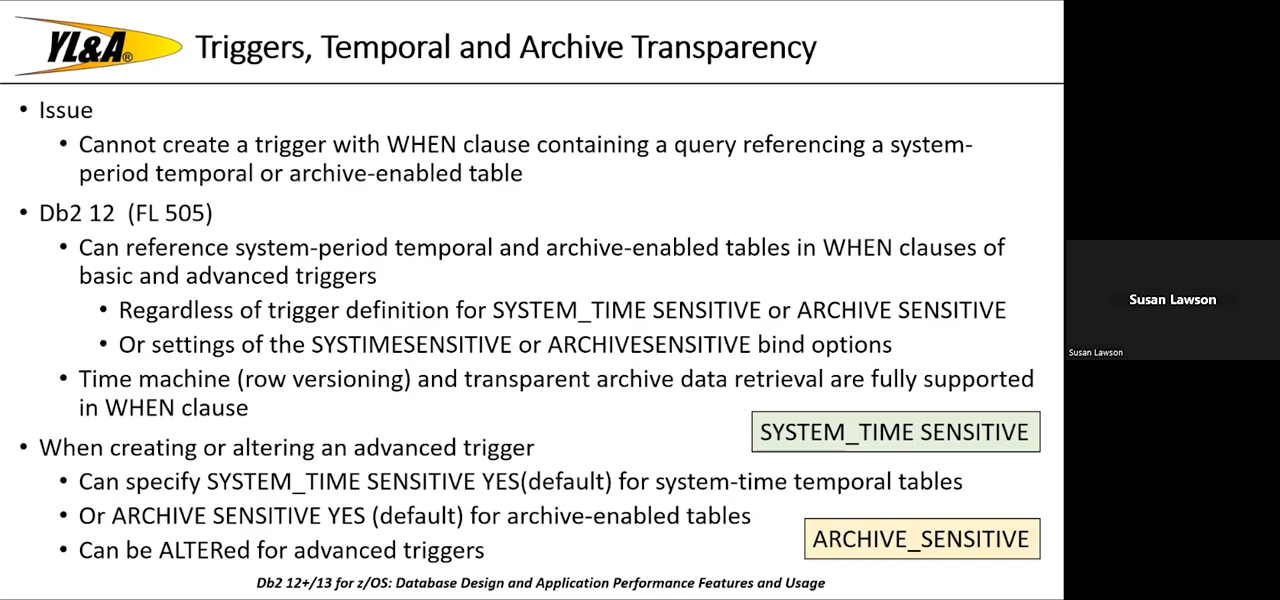 YL&A®
Triggers, Temporal and Archive Transparency
• Issue
• Cannot create a trigger with WHEN clause containing a query referencing a system-
period temporal or archive-enabled table
• Db2 12 (FL 505)
• Can reference system-period temporal and archive-enabled tables in WHEN clauses of
basic and advanced triggers
• Regardless of trigger definition for SYSTEM_TIME SENSITIVE or ARCHIVE SENSITIVE
• Or settings of the SYSTIMESENSITIVE or ARCHIVESENSITIVE bind options
• Time machine (row versioning) and transparent archive data retrieval are fully supported
in WHEN clause
SYSTEM_TIME SENSITIVE
• When creating or altering an advanced trigger
• Can specify SYSTEM_TIME SENSITIVE YES(default) for system-time temporal tables
• Or ARCHIVE SENSITIVE YES (default) for archive-enabled tables
ARCHIVE_SENSITIVE
• Can be ALTERed for advanced triggers
Db2 12+/13 for z/OS: Database Design and Application Performance Features and Usage
Susan Lawson
Susan Lawson